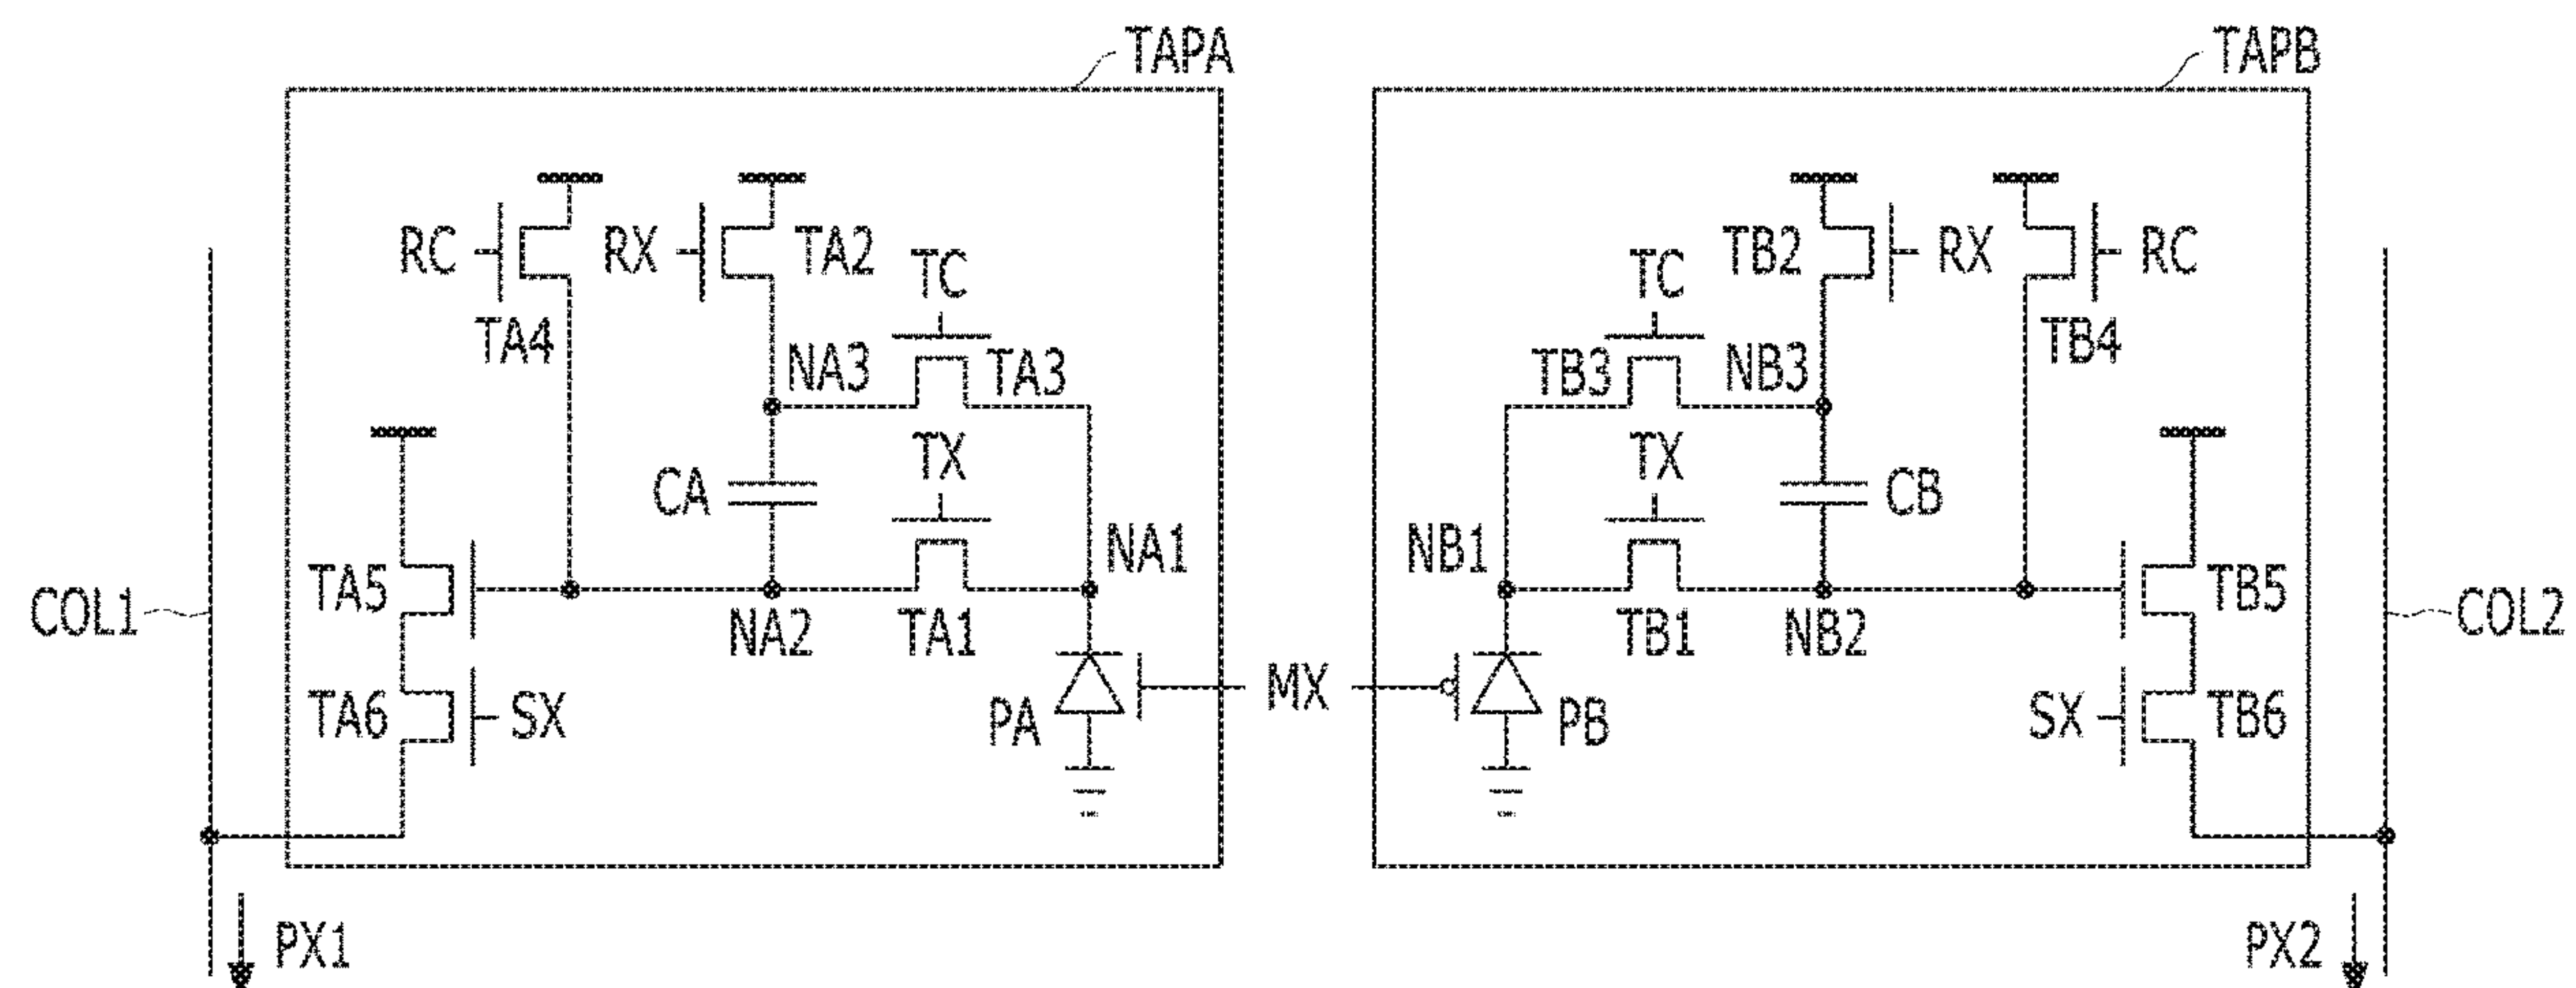 TAPA TAPB
RC RX TA2 TC TB2 RX RC
TC
TA4 TB4
NA3 TA3 TB3 NB3
TX TX
CA CB
NA1 NB1
TA5 TB5
COL1 COL2
NA2 TA1 TB1 NB2
MX
TA6 SX PA PB SX TB6
PX1 PX2